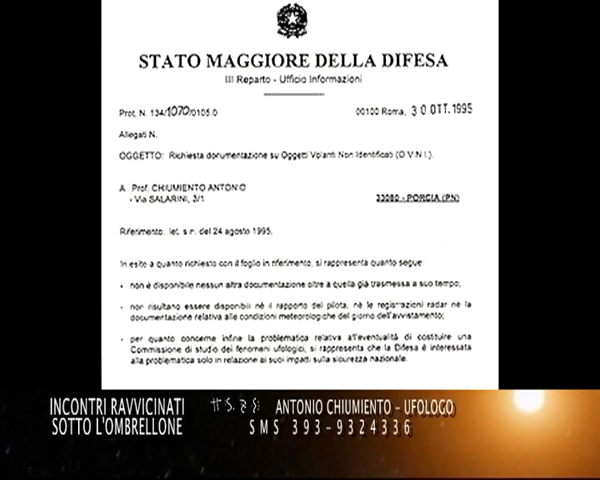 STATO MAGGIORE DELLA DIFESA
III Reparto - Ufficio Informazioni
Prot. N. 134/1070/0105.0
00100 Roma, 30 OTT. 1995
Allegati N.
OGGETTO: Richiesta documentazione su Oggetti Volanti Non Identificati (O.V.N.I.).
A Prof. CHIUMIENTO ANTONIO
- Via SALARINI, 3/1
33080 - PORCIA (PN)
Riferimento: let. s.n. del 24 agosto 1995.
In esito a quanto richiesto con il foglio in riferimento, si rappresenta quanto segue:
- non è disponibile nessun altra documentazione oltre a quella già trasmessa a suo tempo;
- non risultano essere disponibili nè il rapporto del pilota, nè le registrazioni radar nè la
documentazione relativa alle condizioni meteorologiche del giorno dell'avvistamento;
- per quanto concerne infine la problematica relativa all'eventualità di costituire una
Commissione di studio dei fenomeni ufologici, si rappresenta che la Difesa è interessata
alla problematica solo in relazione ai suoi impatti sulla sicurezza nazionale.
INCONTRI RAVVICINATI
SOTTO L'OMBRELLONE
ANTONIO CHIUMIENTO - UFOLOGO
SMS 393-9324336